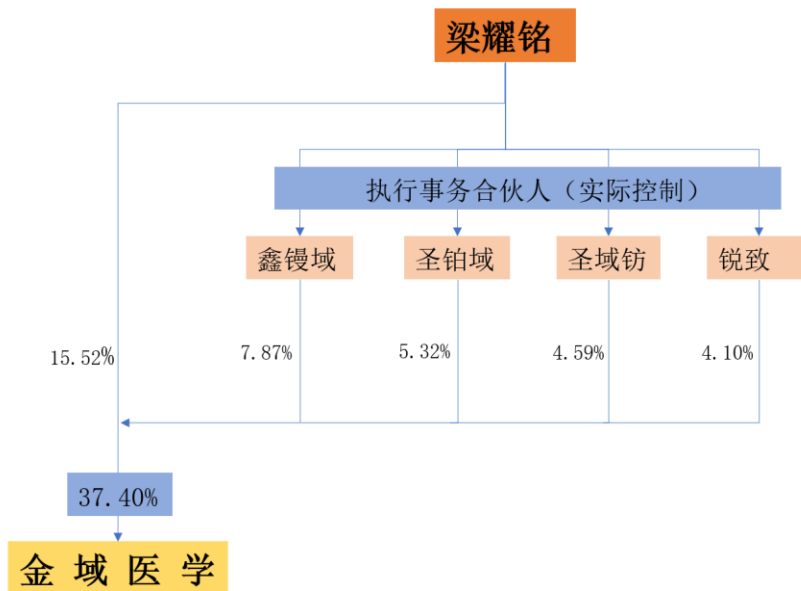 梁耀铭
执行事务合伙人（实际控制）
鑫镘域 圣铂域 圣域钫 锐致
15.52% 7.87% 5.32% 4.59% 4.10%
37.40%
金域医学